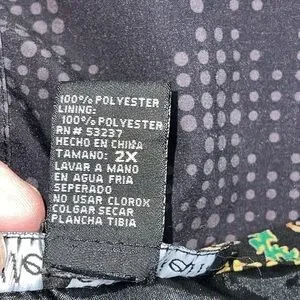 100% POLYESTER
LINING:
100% POLYESTER
RN# 53237
HECHO EN CHINA
TAMANO: 2X
LAVAR A MANO
EN AGUA FRIA
SEPERADO
NO USAR CLOROX
COLGAR SECAR
PLANCHA TIBIA